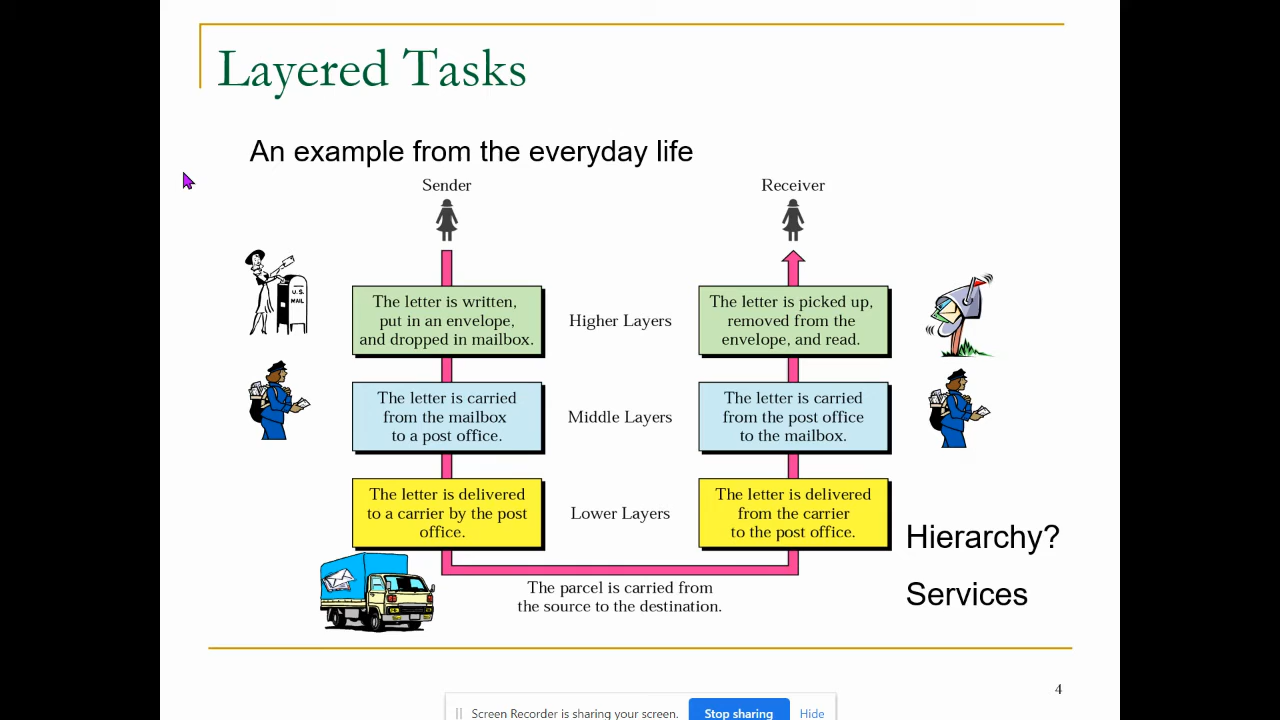 Layered Tasks
An example from the everyday life
Sender
Receiver
U.S.
MAIL
The letter is written,
put in an envelope,
and dropped in mailbox.
Higher Layers
The letter is picked up,
removed from the
envelope, and read.
The letter is carried
from the mailbox
to a post office.
Middle Layers
The letter is carried
from the post office
to the mailbox.
The letter is delivered
to a carrier by the post
office.
Lower Layers
The letter is delivered
from the carrier
to the post office.
Hierarchy?
Services
The parcel is carried from
the source to the destination.
4
Screen Recorder is sharing your screen.
Stop sharing
Hide